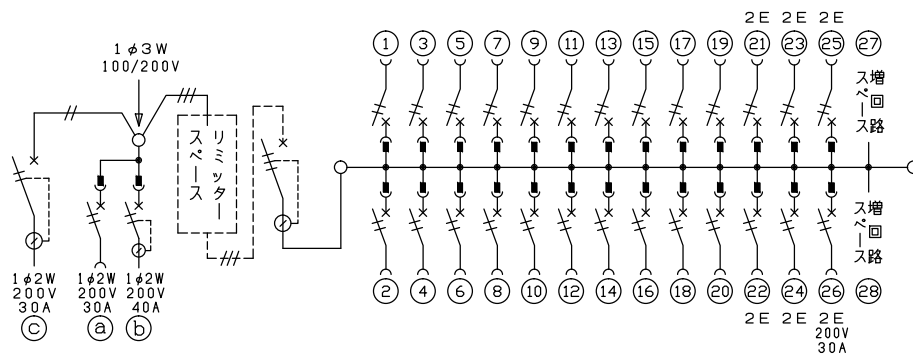 1φ3W
100/200V
リミッター
スペース
1φ2W
200V
30A
ⓒ
1φ2W
200V
30A
ⓐ
1φ2W
200V
40A
ⓑ
2E 2E 2E
① ③ ⑤ ⑦ ⑨ ⑪ ⑬ ⑮ ⑰ ⑲ ㉑ ㉓ ㉕ ㉗
増回路
スペース
増回路
スペース
② ④ ⑥ ⑧ ⑩ ⑫ ⑭ ⑯ ⑱ ⑳ ㉒ ㉔ ㉖ ㉘
2E 2E 2E
200V
30A